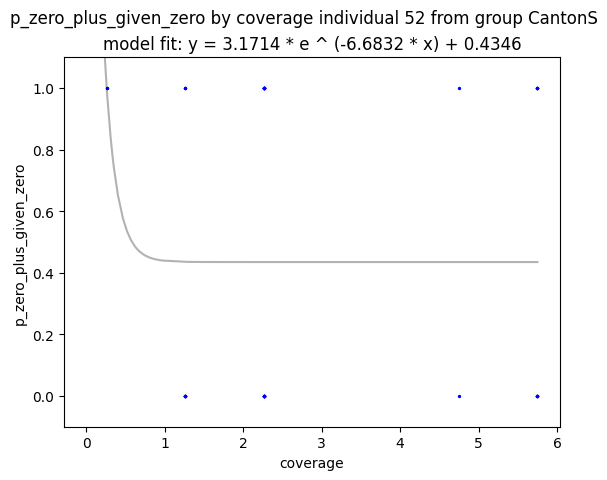 p_zero_plus_given_zero by coverage individual 52 from group CantonS
model fit: y = 3.1714 * e ^ (-6.6832 * x) + 0.4346
1.0
0.8
0.6
0.4
0.2
0.0
p_zero_plus_given_zero
0 1 2 3 4 5 6
coverage